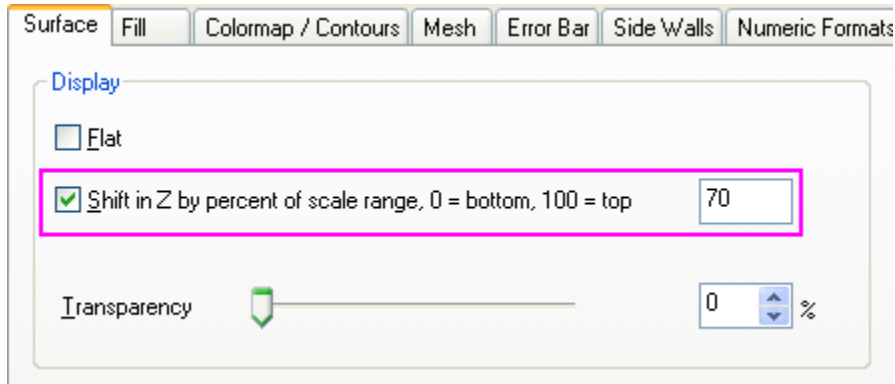 Surface Fill Colormap / Contours Mesh Error Bar Side Walls Numeric Formats
Display
Flat
Shift in Z by percent of scale range, 0 = bottom, 100 = top 70
Transparency 0 %